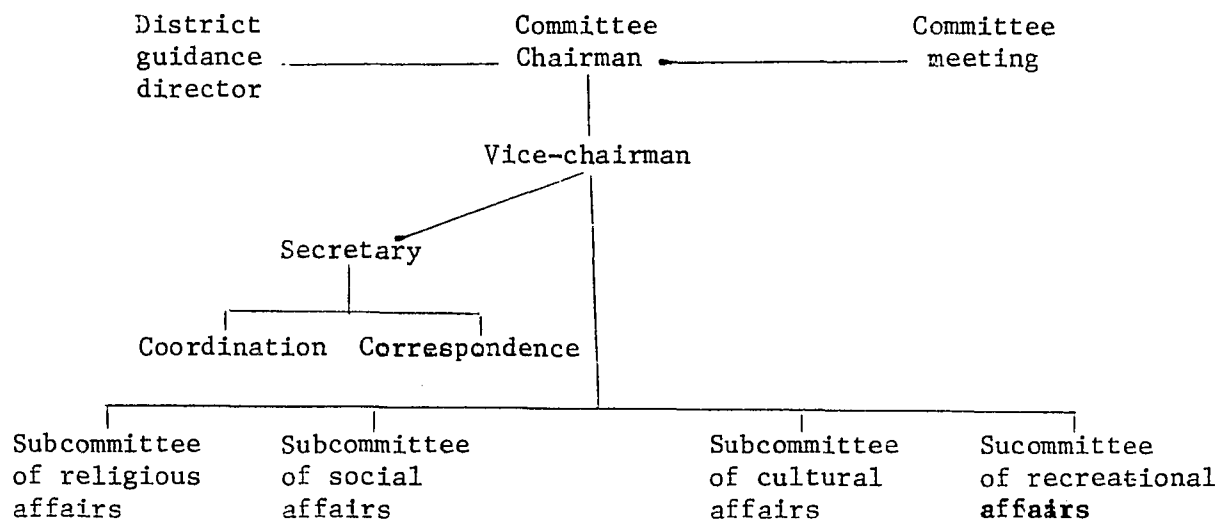 District
guidance
director
Committee
Chairman
Committee
meeting
Vice-chairman
Secretary
Coordination
Correspondence
Subcommittee
of religious
affairs
Subcommittee
of social
affairs
Subcommittee
of cultural
affairs
Sucommittee
of recreational
affairs